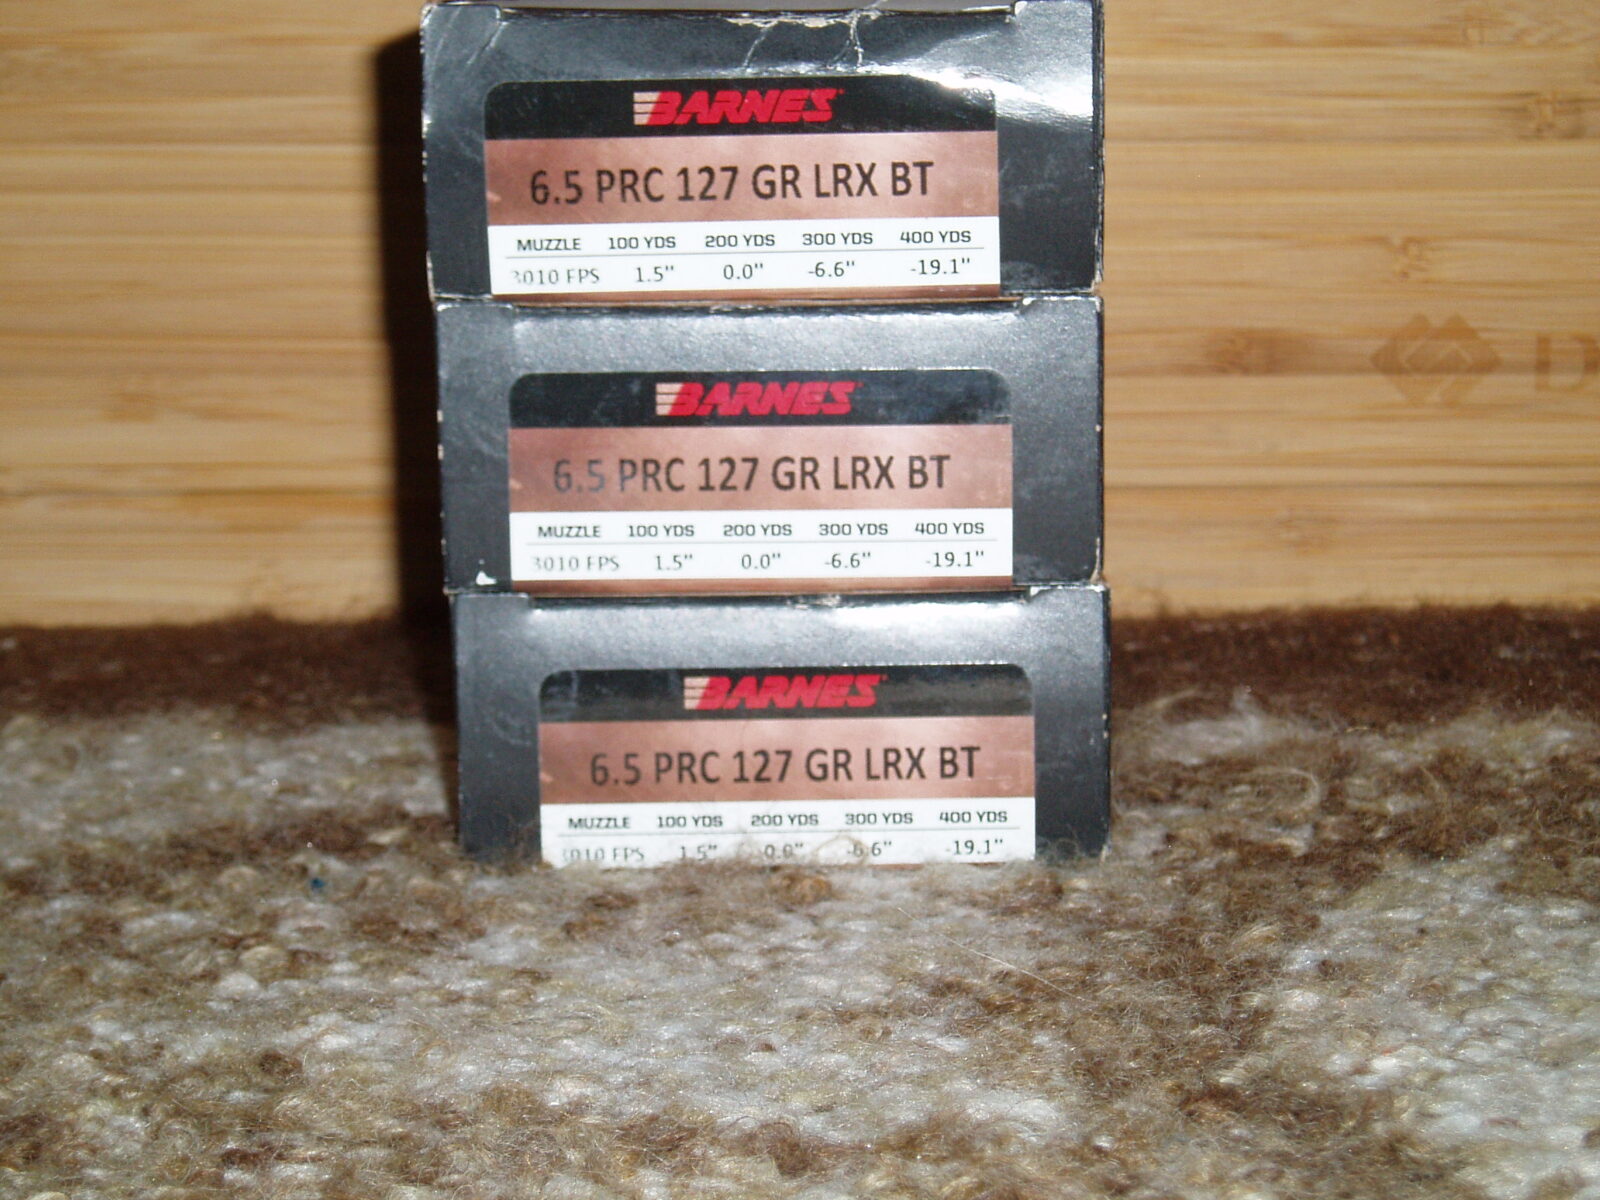 BARNES
6.5 PRC 127 GR LRX BT
MUZZLE 100 YDS 200 YDS 300 YDS 400 YDS
3010 FPS 1.5" 0.0" -6.6" -19.1"
BARNES
6.5 PRC 127 GR LRX BT
MUZZLE 100 YDS 200 YDS 300 YDS 400 YDS
3010 FPS 1.5" 0.0" -6.6" -19.1"
BARNES
6.5 PRC 127 GR LRX BT
MUZZLE 100 YDS 200 YDS 300 YDS 400 YDS
3010 FPS 1.5" 0.0" -6.6" -19.1"